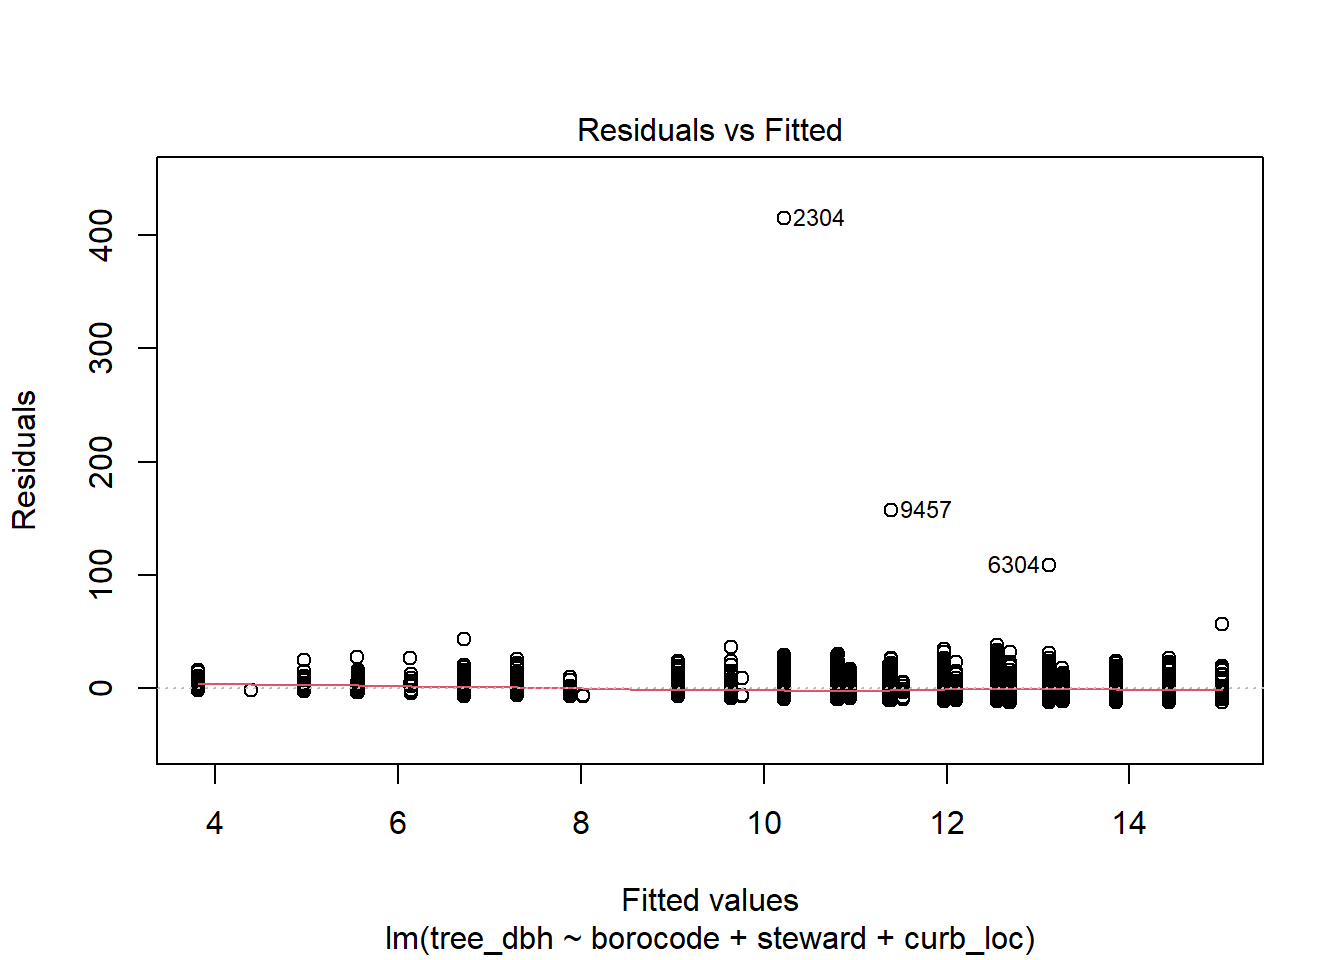 Residuals vs Fitted
Residuals
400
300
200
100
0
2304
9457
6304
4 6 8 10 12 14
Fitted values
lm(tree_dbh ~ borocode + steward + curb_loc)